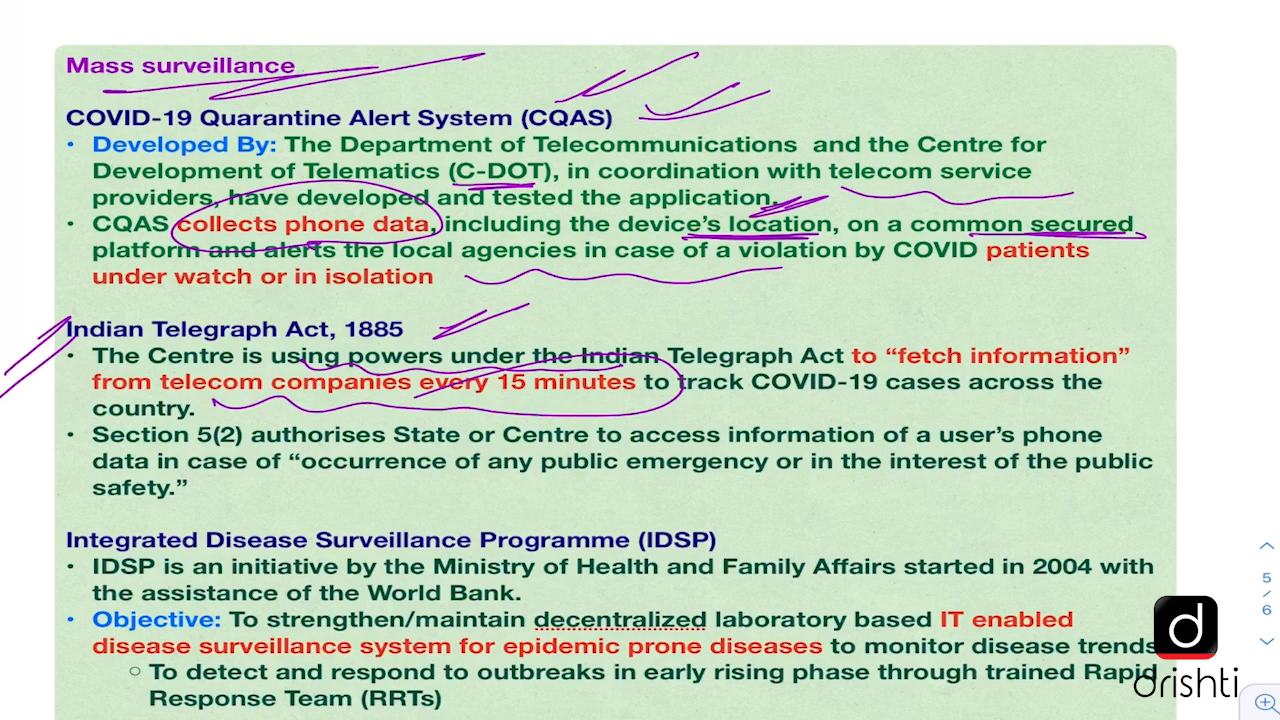 Mass surveillance
COVID-19 Quarantine Alert System (CQAS)
• Developed By: The Department of Telecommunications and the Centre for
Development of Telematics (C-DOT), in coordination with telecom service
providers, have developed and tested the application.
• CQAS collects phone data, including the device's location, on a common secured
platform and alerts the local agencies in case of a violation by COVID patients
under watch or in isolation
Indian Telegraph Act, 1885
• The Centre is using powers under the Indian Telegraph Act to “fetch information”
from telecom companies every 15 minutes to track COVID-19 cases across the
country.
• Section 5(2) authorises State or Centre to access information of a user's phone
data in case of “occurrence of any public emergency or in the interest of the public
safety.”
Integrated Disease Surveillance Programme (IDSP)
• IDSP is an initiative by the Ministry of Health and Family Affairs started in 2004 with
the assistance of the World Bank.
• Objective: To strengthen/maintain decentralized laboratory based IT enabled
disease surveillance system for epidemic prone diseases to monitor disease trends
○ To detect and respond to outbreaks in early rising phase through trained Rapid
Response Team (RRTs)
5
/
6
d
drishti